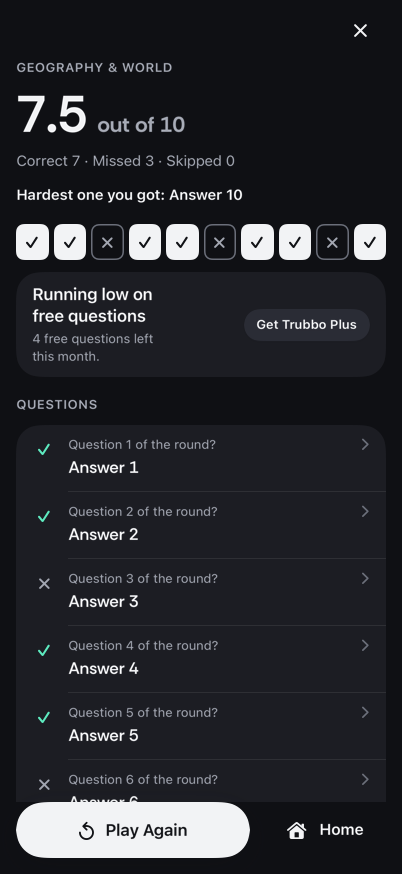 GEOGRAPHY & WORLD
7.5 out of 10
Correct 7 · Missed 3 · Skipped 0
Hardest one you got: Answer 10
Running low on
free questions
4 free questions left
this month.
Get Trubbo Plus
QUESTIONS
Question 1 of the round?
Answer 1
Question 2 of the round?
Answer 2
Question 3 of the round?
Answer 3
Question 4 of the round?
Answer 4
Question 5 of the round?
Answer 5
Question 6 of the round?
Answer 6
Play Again
Home